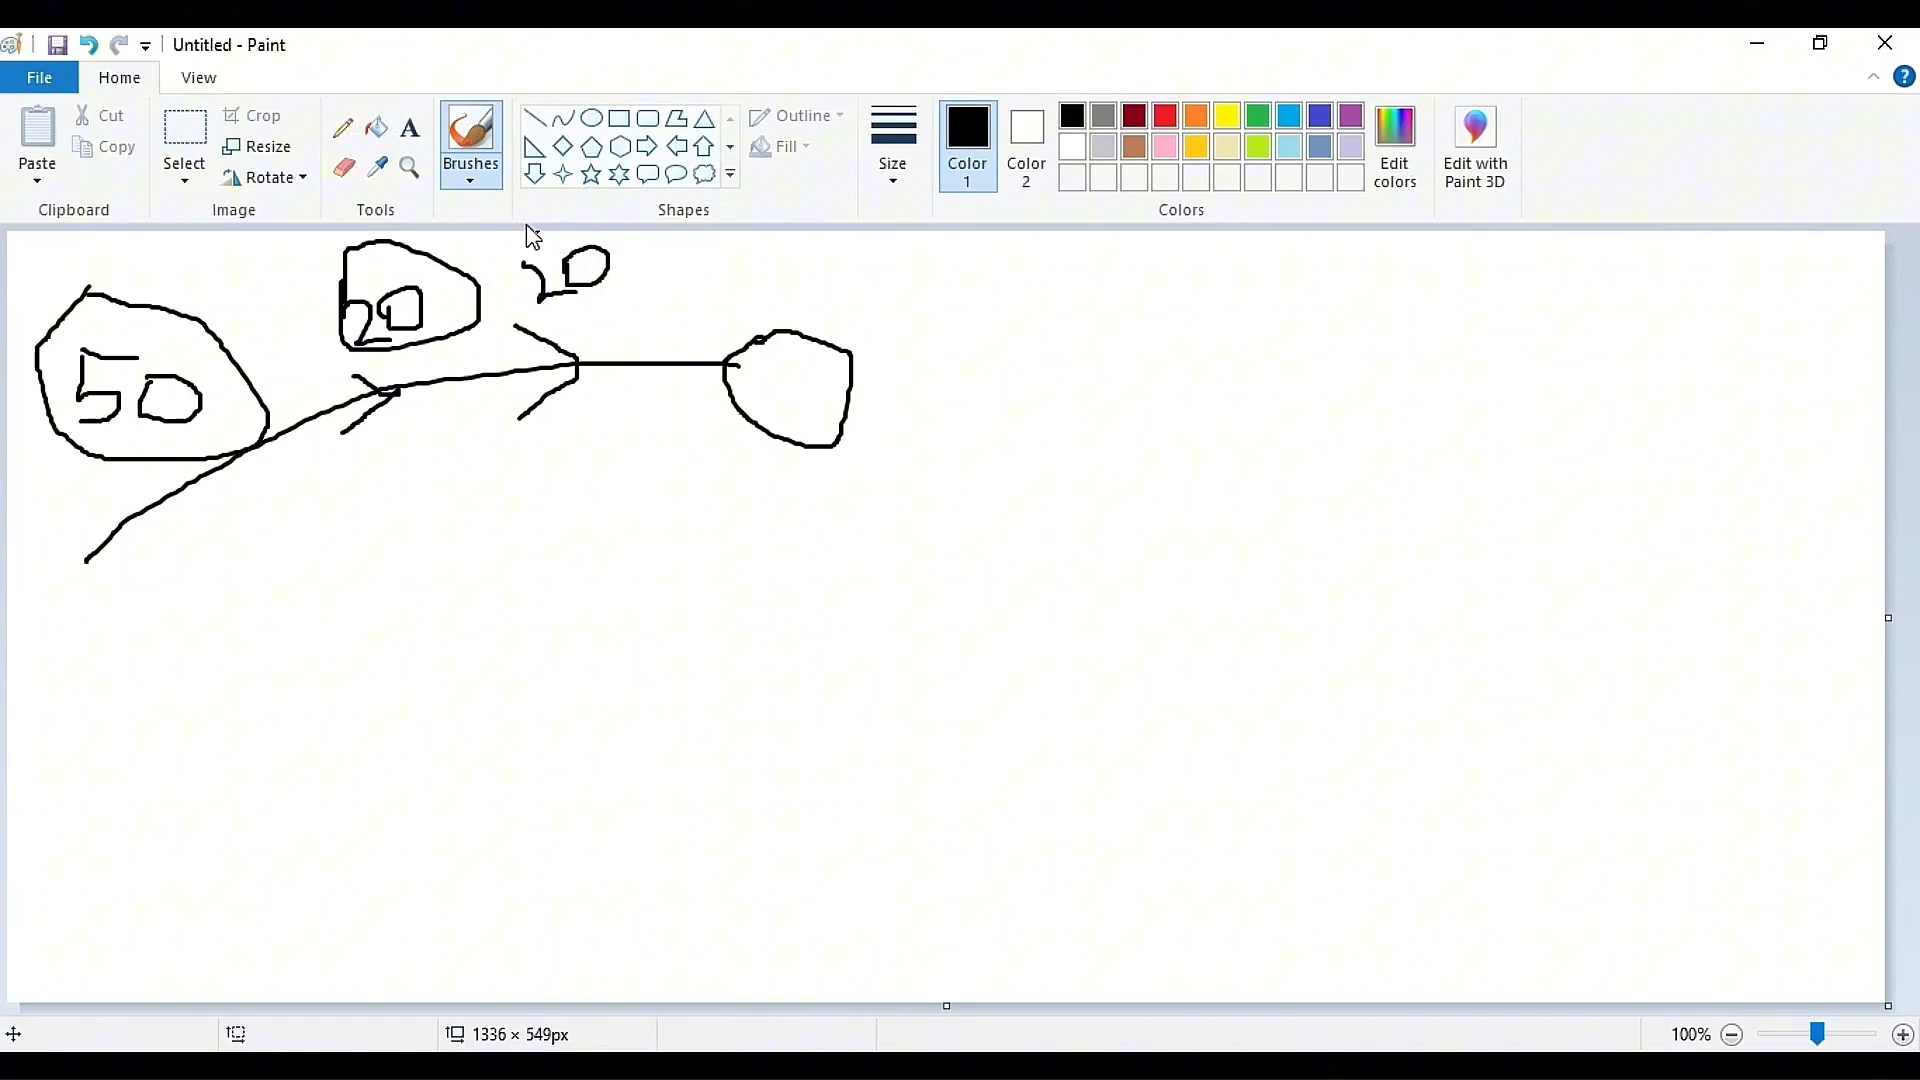 Untitled - Paint
File Home View
Paste
Cut
Copy
Clipboard
Select
Crop
Resize
Rotate
Image
Tools
Brushes
Shapes
Outline
Fill
Size
Color 1
Color 2
Edit colors
Colors
Edit with Paint 3D
50
20
20
1336 × 549px
100%